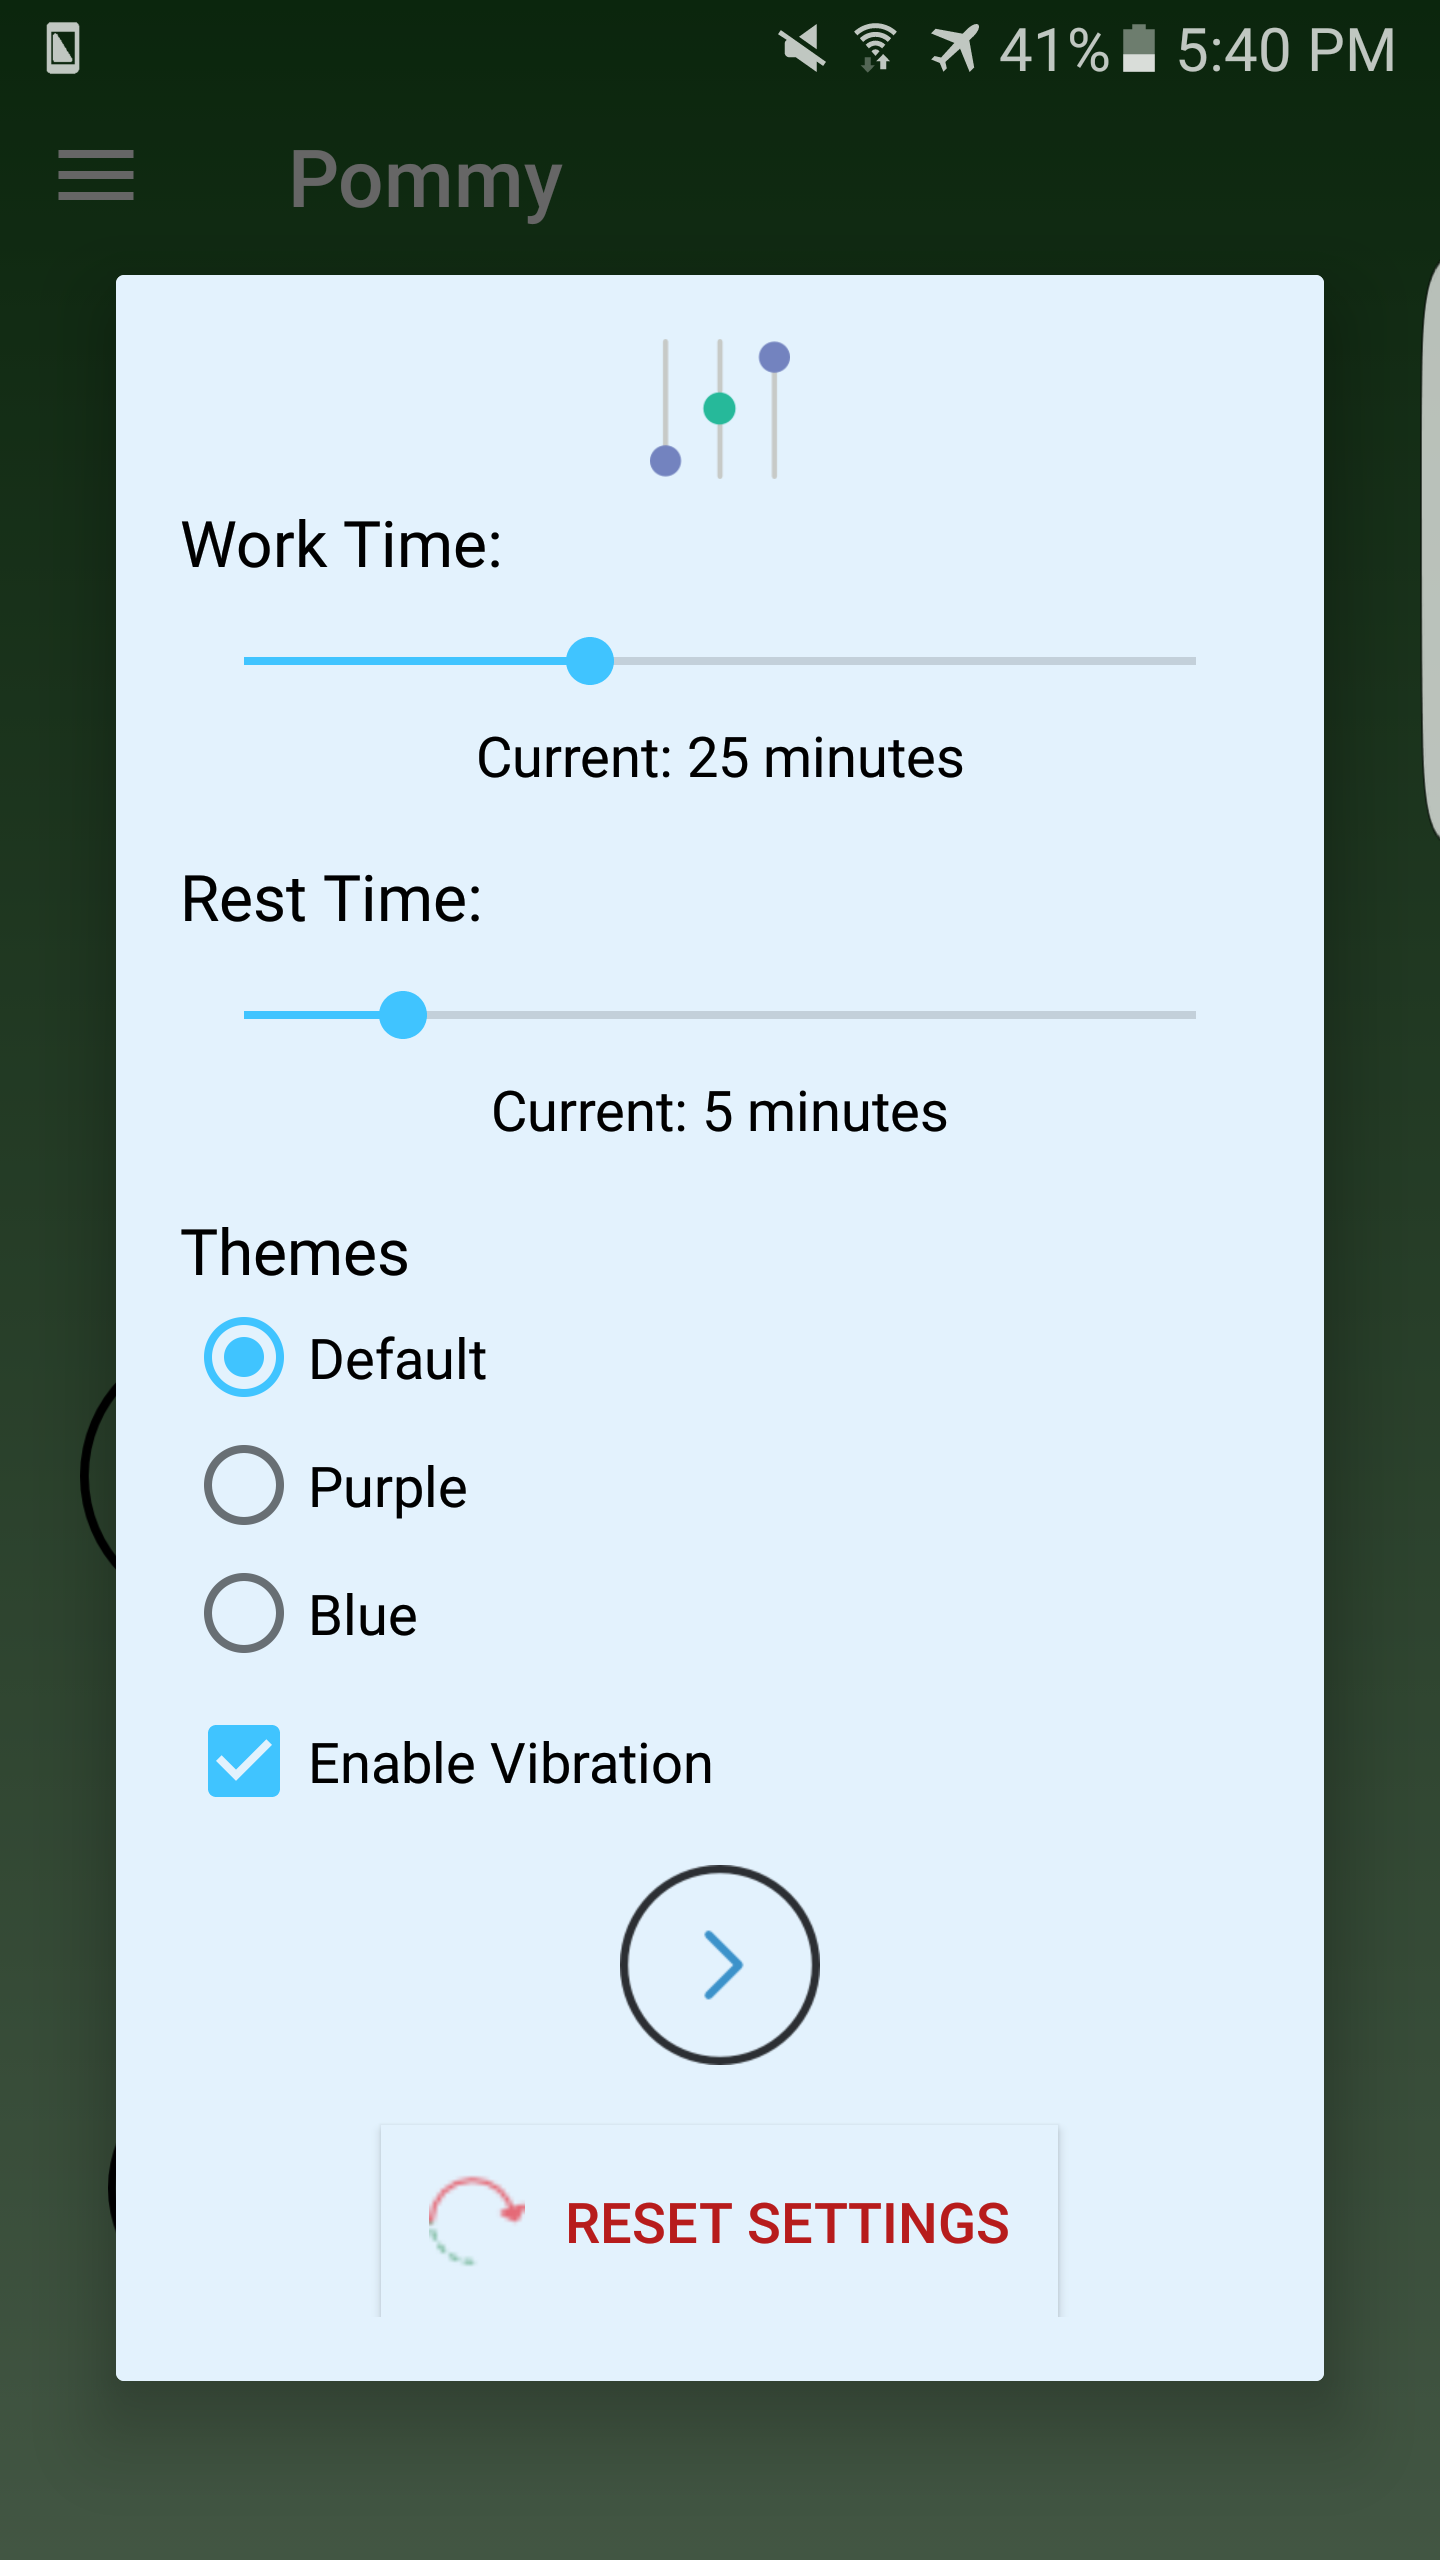 41% 5:40 PM
Pommy
Work Time:
Current: 25 minutes
Rest Time:
Current: 5 minutes
Themes
Default
Purple
Blue
Enable Vibration
RESET SETTINGS